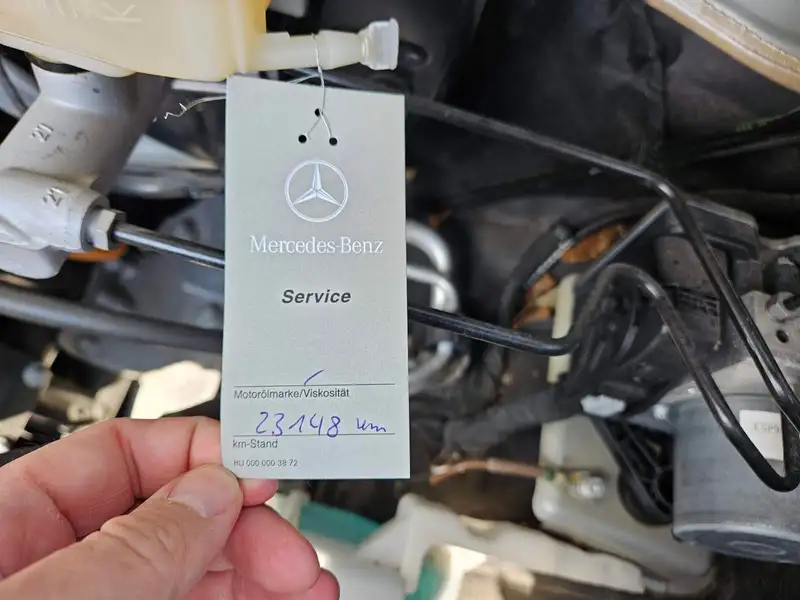 Mercedes-Benz
Service
Motorölmarke/Viskosität
23148 km
km-Stand
HU 000 000 38 72